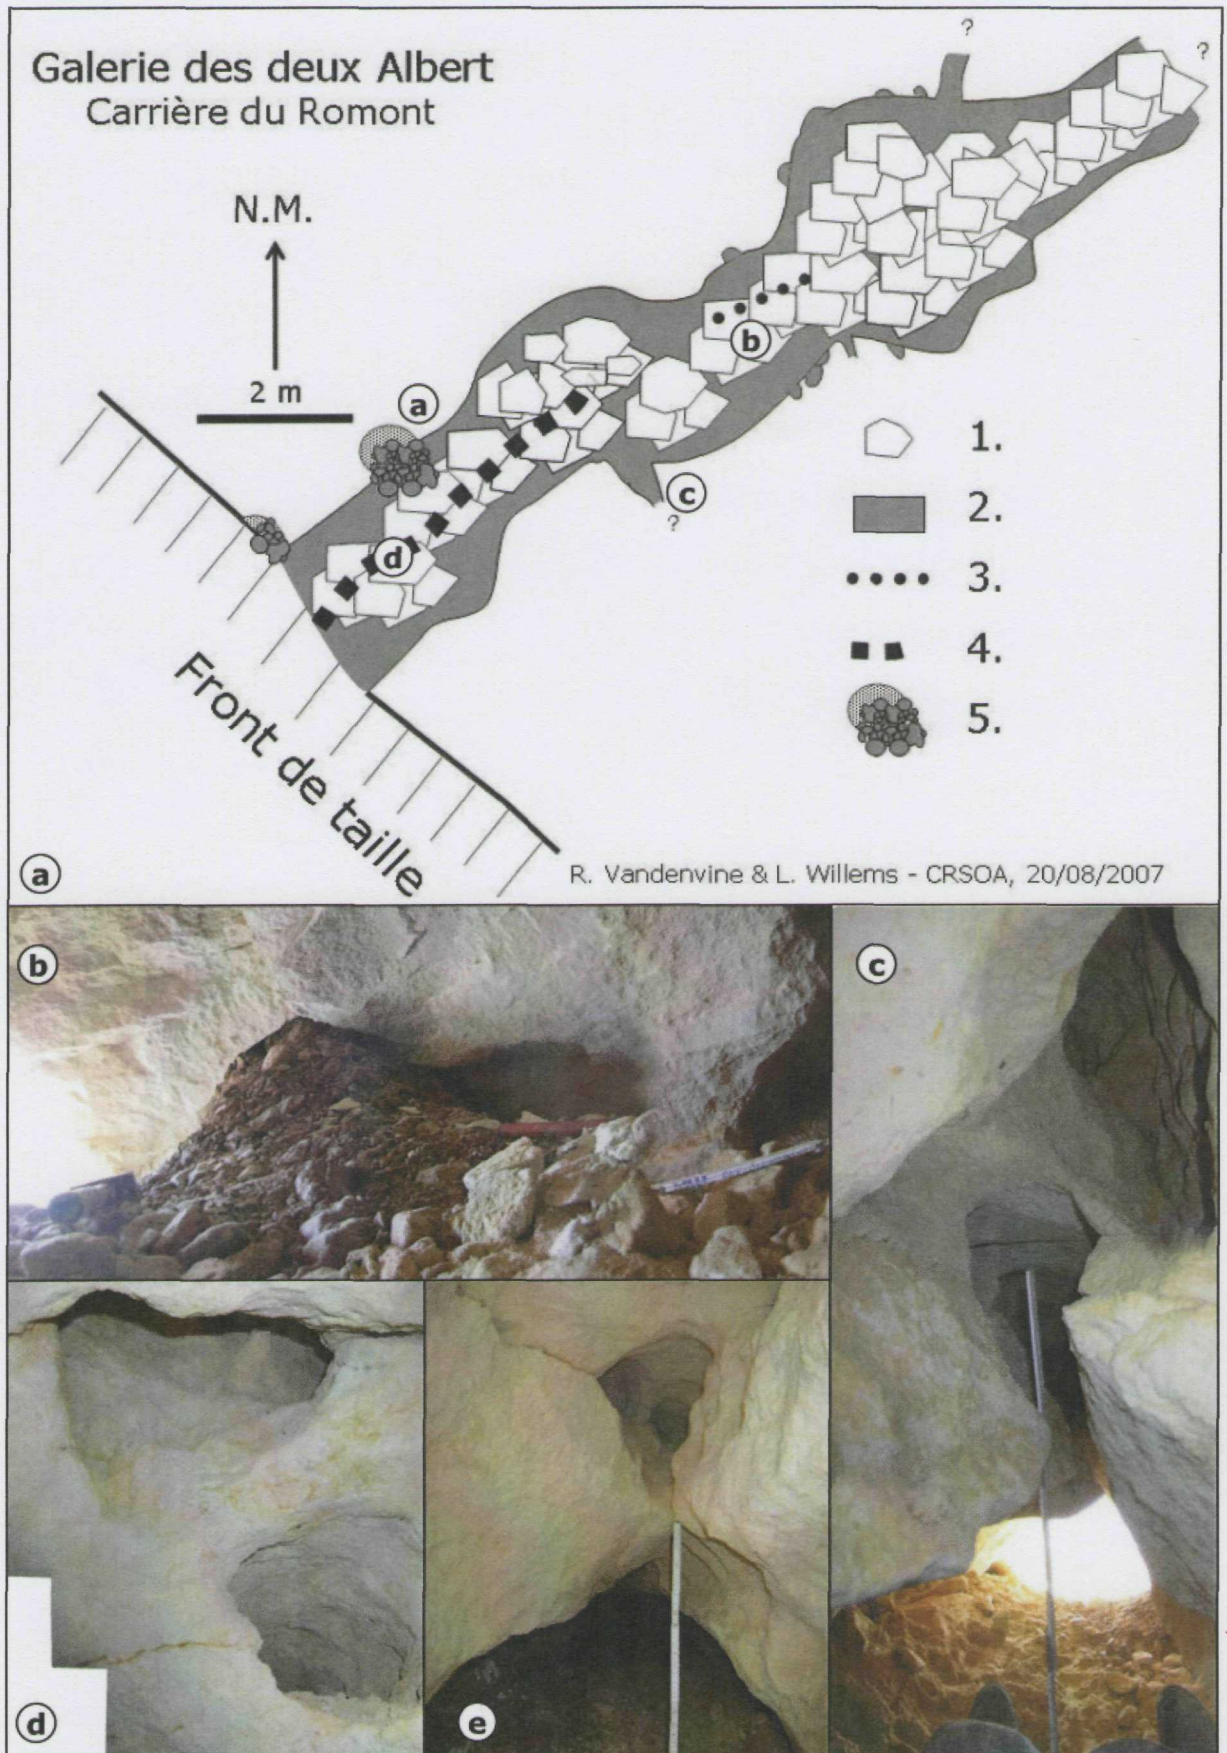 Galerie des deux Albert
Carrière du Romont
?
?
N.M.
2 m
a
b
c
?
d
1.
2.
3.
4.
5.
Front de taille
a
R. Vandenvine & L. Willems - CRSOA, 20/08/2007
b
c
d
e